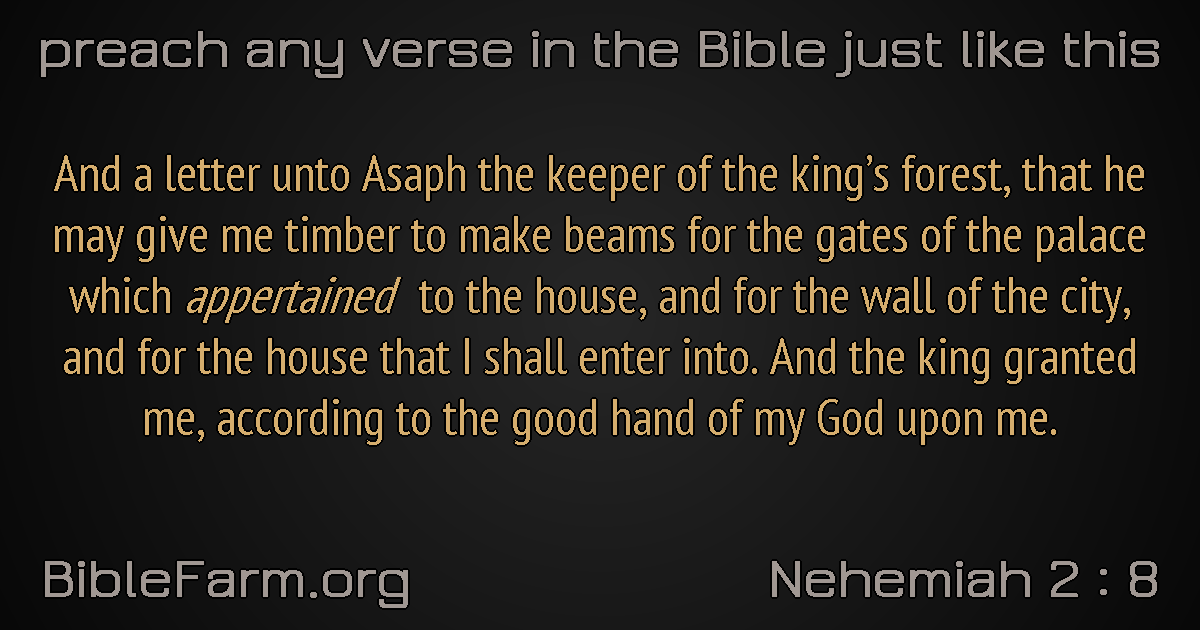 preach any verse in the Bible just like this
And a letter unto Asaph the keeper of the king’s forest, that he
may give me timber to make beams for the gates of the palace
which appertained to the house, and for the wall of the city,
and for the house that I shall enter into. And the king granted
me, according to the good hand of my God upon me.
BibleFarm.org
Nehemiah 2 : 8